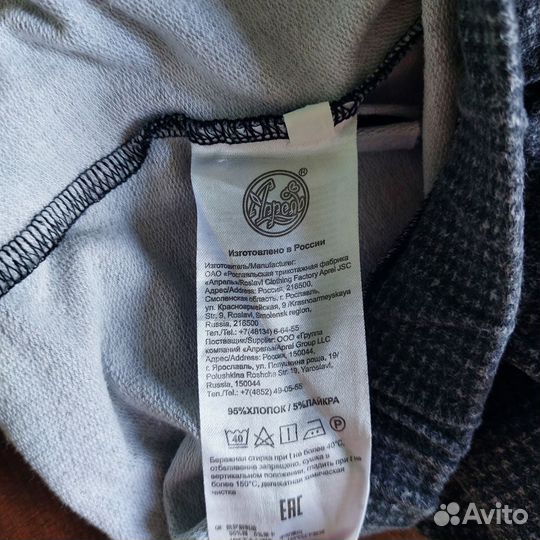 Апрель ®
Изготовлено в России
Изготовитель/Manufacturer:
ОАО «Рославльская трикотажная фабрика
«Апрель»/Roslavl Clothing Factory Aprel JSC
Адрес/Address: Россия, 216500,
Смоленская область, г. Рославль,
ул. Красноармейская, 9 /Krasnoarmeyskaya
Str, 9, Roslavl, Smolensk region,
Russia, 216500
Тел./Tel.: +7(48134) 6-64-55
Поставщик/Supplier: ООО «Группа
компаний «Апрель»/Aprel Group LLC
Адрес/Address: Россия, 150044,
г. Ярославль, ул. Полушкина роща, 19/
Polushkina Roshcha Str, 19, Yaroslavl,
Russia, 150044
Тел./Tel.: +7(4852) 49-05-55
95%ХЛОПОК / 5%ЛАЙКРА
40 P
Бережная стирка при t не более 40°C,
отбеливание запрещено, сушка в
вертикальном положении, гладить при t не
более 150°C, деликатная химическая
чистка
EAC
Avito